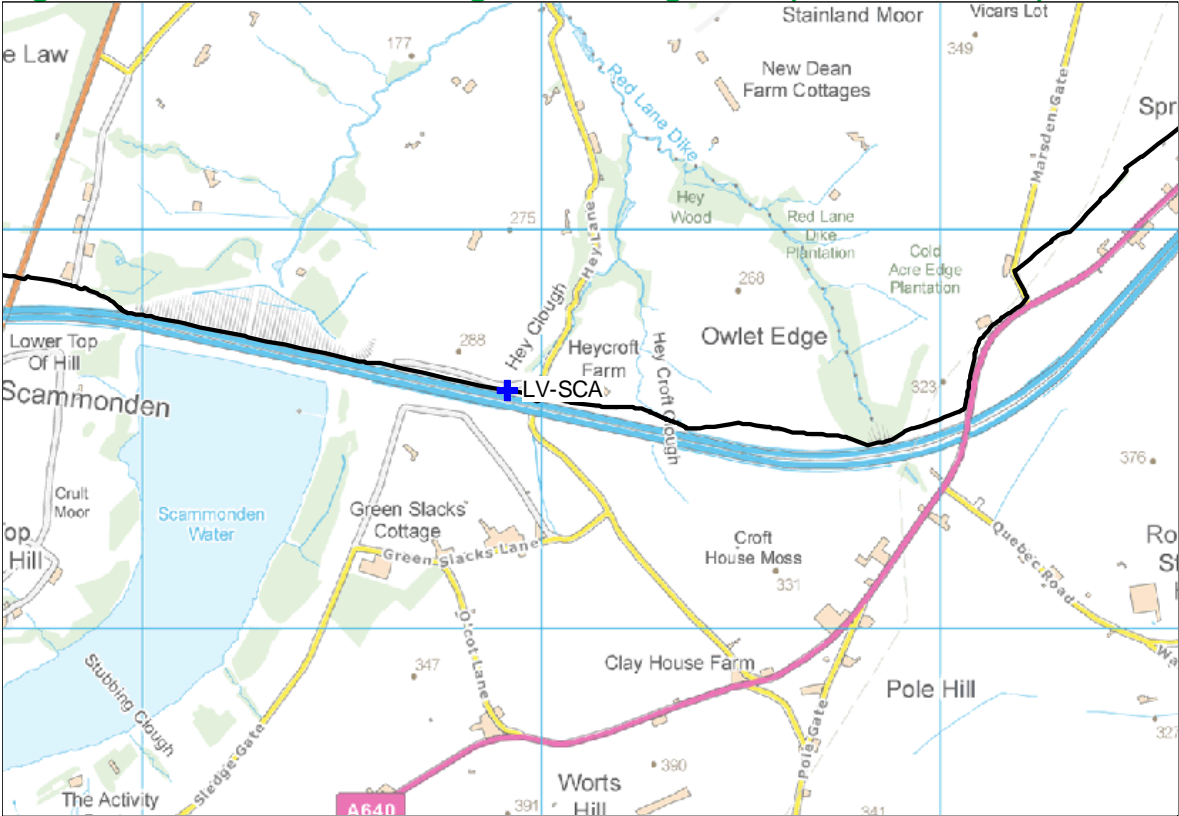 Stainland Moor
Vicars Lot
e Law
177
349
New Dean
Farm Cottages
Red Lane Dike
Marsden Gate
Spr
Hey
Wood
275
Hey Lane
Red Lane
Dike
Plantation
Cold
Acre Edge
Plantation
268
Hey Clough
Lower Top
Of Hill
288
Heycroft
Farm
Hey Croft Clough
Owlet Edge
323
Scammonden
LV-SCA
376
Crult
Moor
Scammonden
Water
Green Slacks
Cottage
Green Slacks Lane
Croft
House Moss
331
Quebec Road
Ro
St
H
op
Hill
O'cot Lane
Stubbing Clough
347
Clay House Farm
Pole Hill
Wa
327
Sledge Gate
Pole Gate
390
Worts
Hill
The Activity
A640
391
341